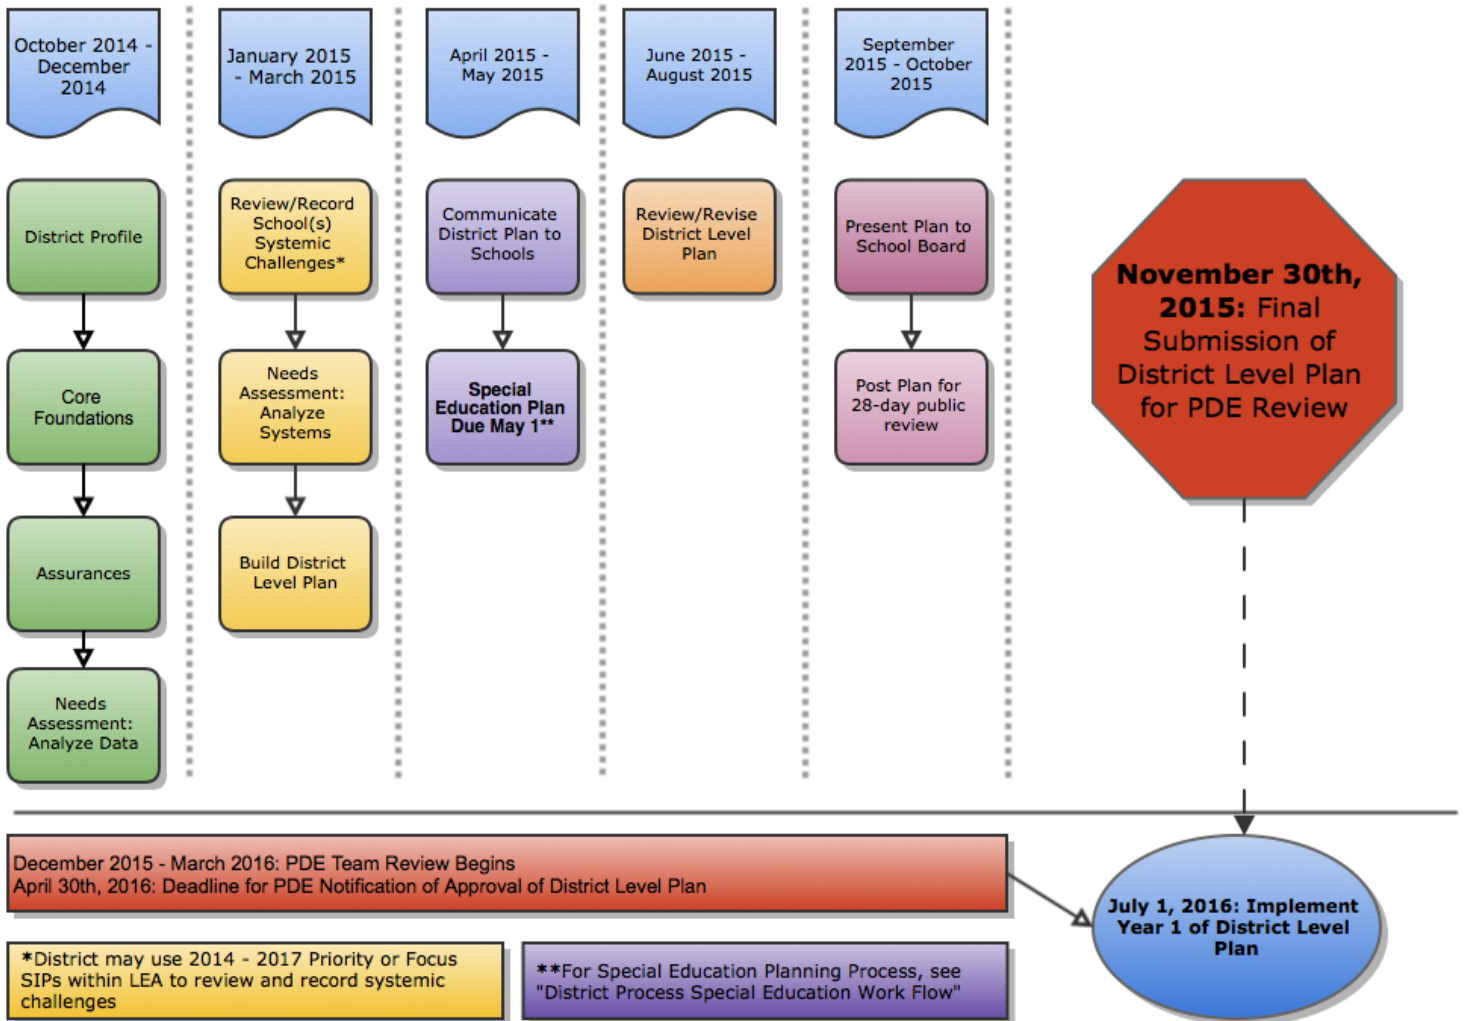 October 2014 -
December
2014
January 2015
- March 2015
April 2015 -
May 2015
June 2015 -
August 2015
September
2015 - October
2015
District Profile
Core
Foundations
Assurances
Needs
Assessment:
Analyze Data
Review/Record
School(s)
Systemic
Challenges*
Needs
Assessment:
Analyze
Systems
Build District
Level Plan
Communicate
District Plan to
Schools
Special
Education Plan
Due May 1**
Review/Revise
District Level
Plan
Present Plan to
School Board
Post Plan for
28-day public
review
November 30th,
2015: Final
Submission of
District Level Plan
for PDE Review
December 2015 - March 2016: PDE Team Review Begins
April 30th, 2016: Deadline for PDE Notification of Approval of District Level Plan
July 1, 2016: Implement
Year 1 of District Level
Plan
*District may use 2014 - 2017 Priority or Focus
SIPs within LEA to review and record systemic
challenges
**For Special Education Planning Process, see
"District Process Special Education Work Flow"